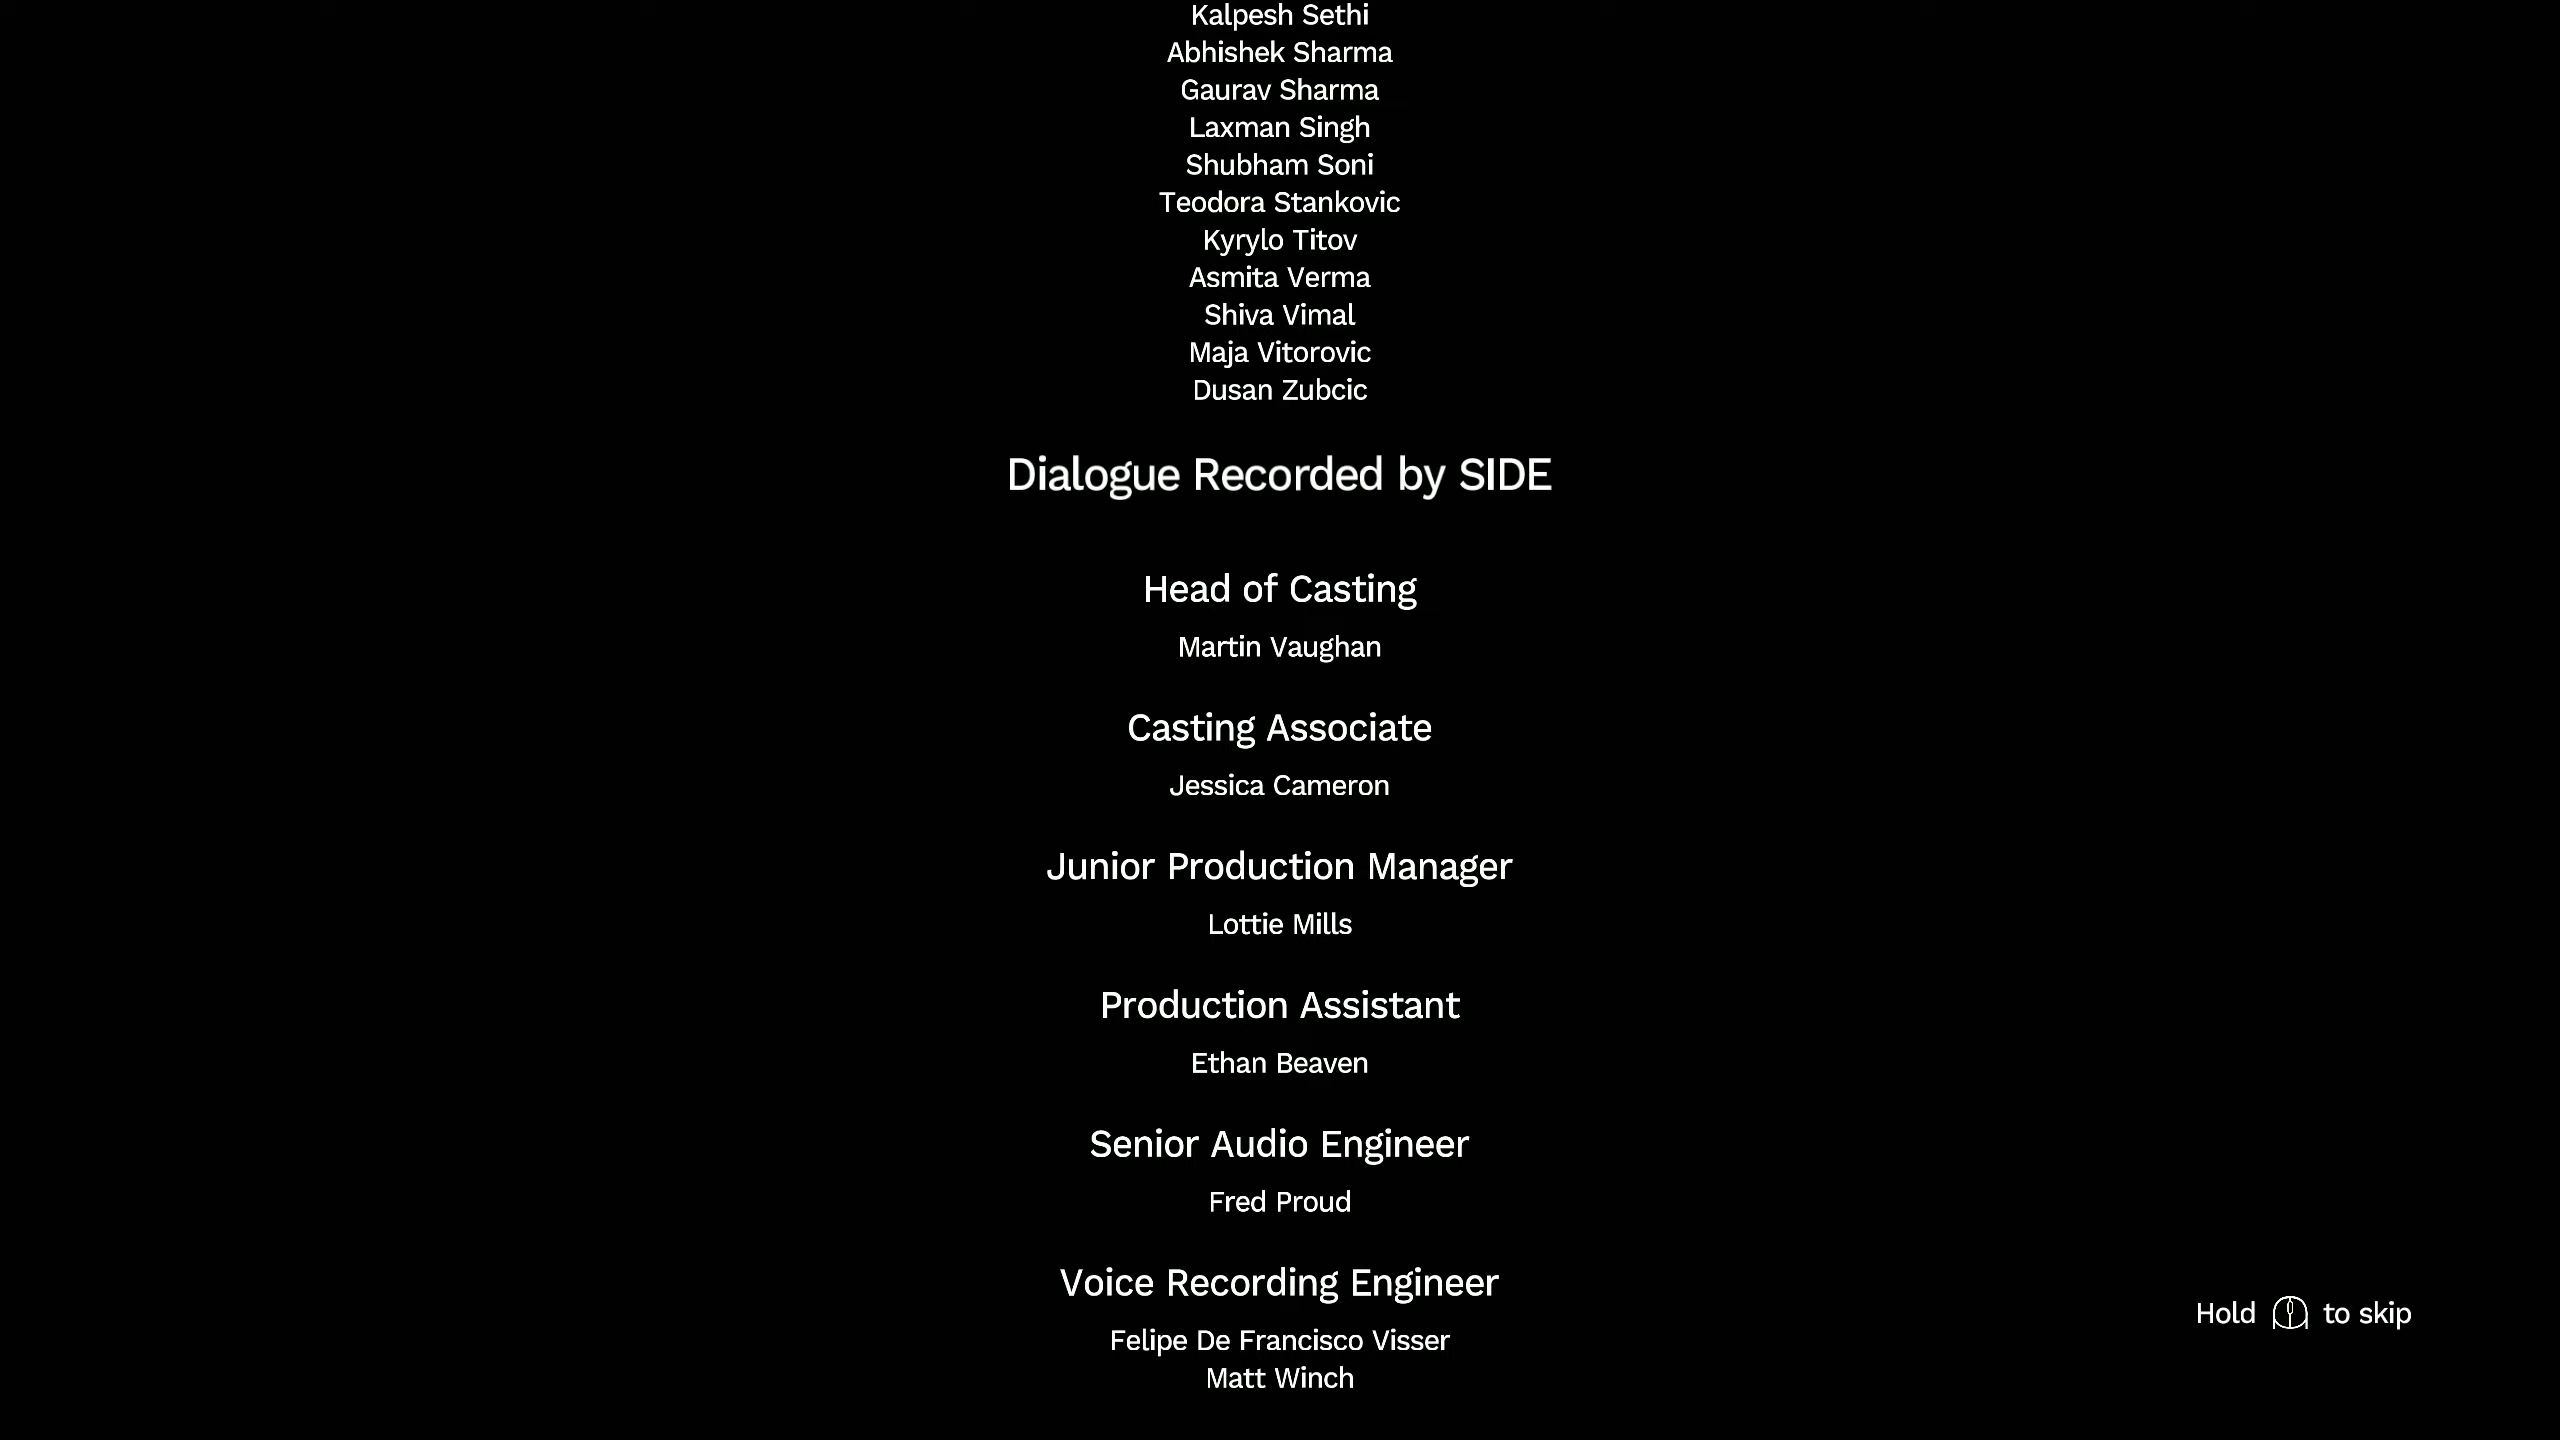 Kalpesh Sethi
Abhishek Sharma
Gaurav Sharma
Laxman Singh
Shubham Soni
Teodora Stankovic
Kyrylo Titov
Asmita Verma
Shiva Vimal
Maja Vitorovic
Dusan Zubcic
Dialogue Recorded by SIDE
Head of Casting
Martin Vaughan
Casting Associate
Jessica Cameron
Junior Production Manager
Lottie Mills
Production Assistant
Ethan Beaven
Senior Audio Engineer
Fred Proud
Voice Recording Engineer
Felipe De Francisco Visser
Matt Winch
Hold to skip